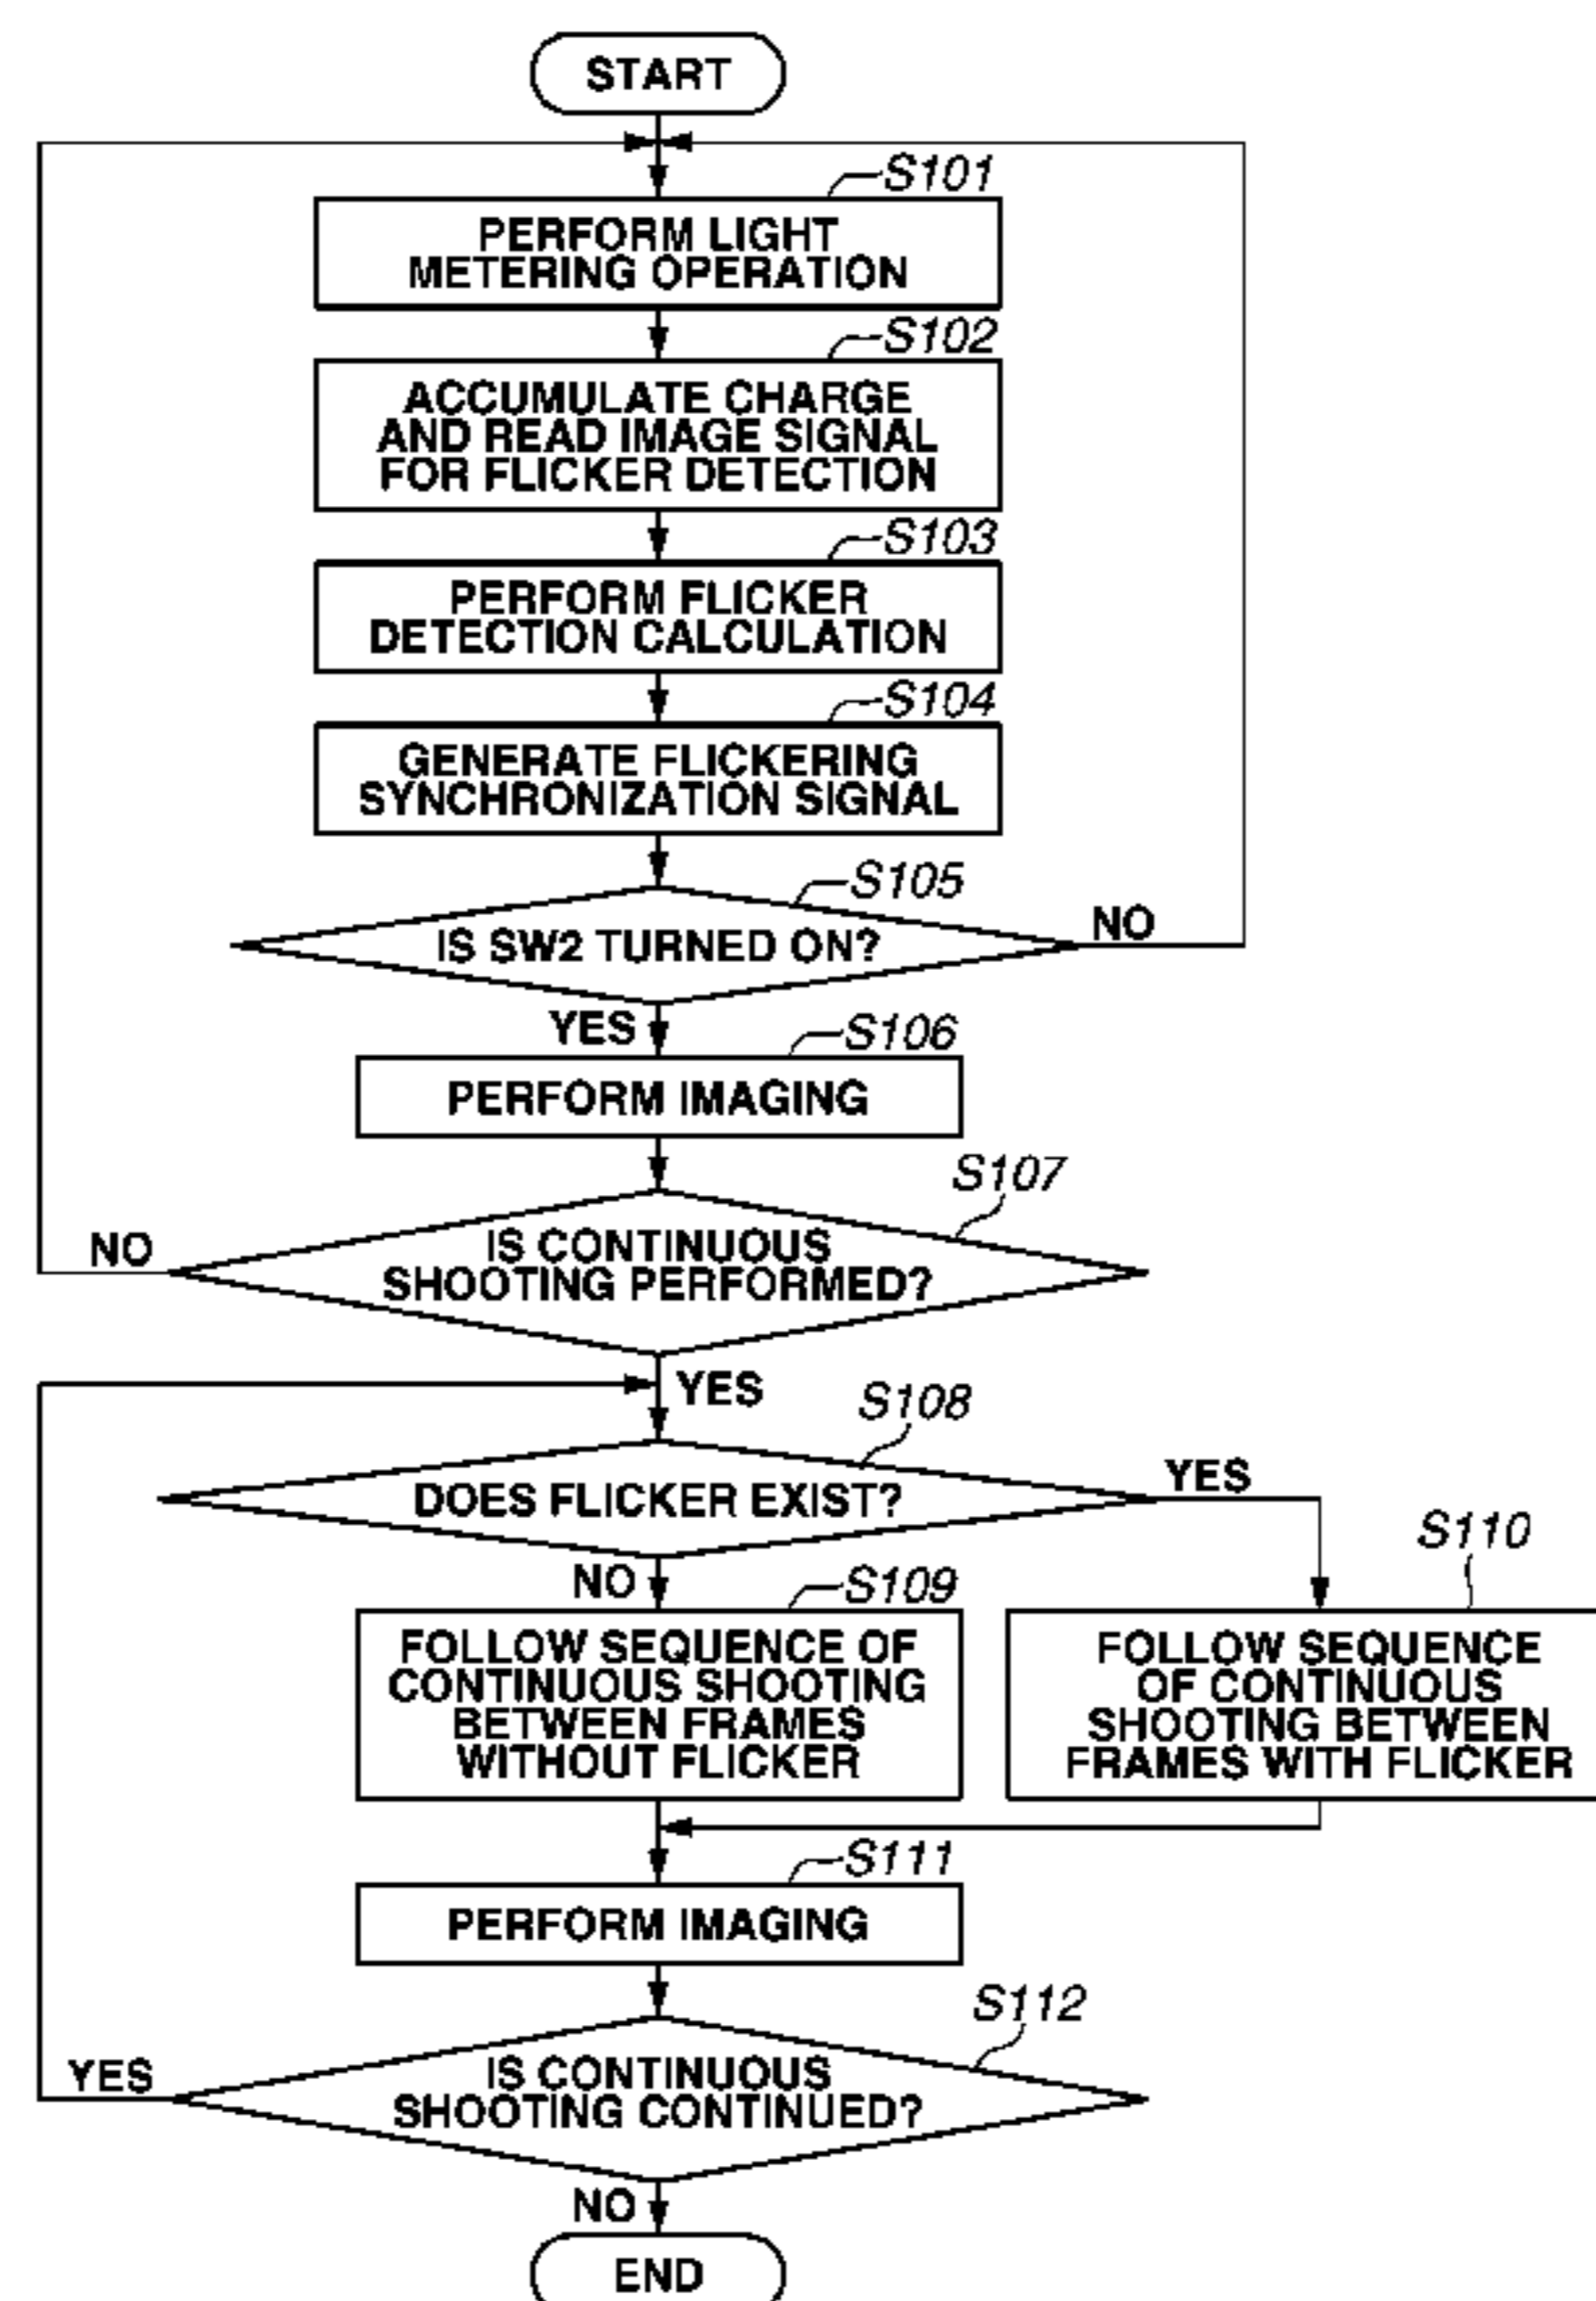 START
S101
PERFORM LIGHT
METERING OPERATION
S102
ACCUMULATE CHARGE
AND READ IMAGE SIGNAL
FOR FLICKER DETECTION
S103
PERFORM FLICKER
DETECTION CALCULATION
S104
GENERATE FLICKERING
SYNCHRONIZATION SIGNAL
S105
IS SW2 TURNED ON?
NO
YES
S106
PERFORM IMAGING
S107
IS CONTINUOUS
SHOOTING PERFORMED?
NO
YES
S108
DOES FLICKER EXIST?
YES
NO
S109
FOLLOW SEQUENCE OF
CONTINUOUS SHOOTING
BETWEEN FRAMES
WITHOUT FLICKER
S110
FOLLOW SEQUENCE
OF CONTINUOUS
SHOOTING BETWEEN
FRAMES WITH FLICKER
S111
PERFORM IMAGING
S112
IS CONTINUOUS
SHOOTING CONTINUED?
YES
NO
END